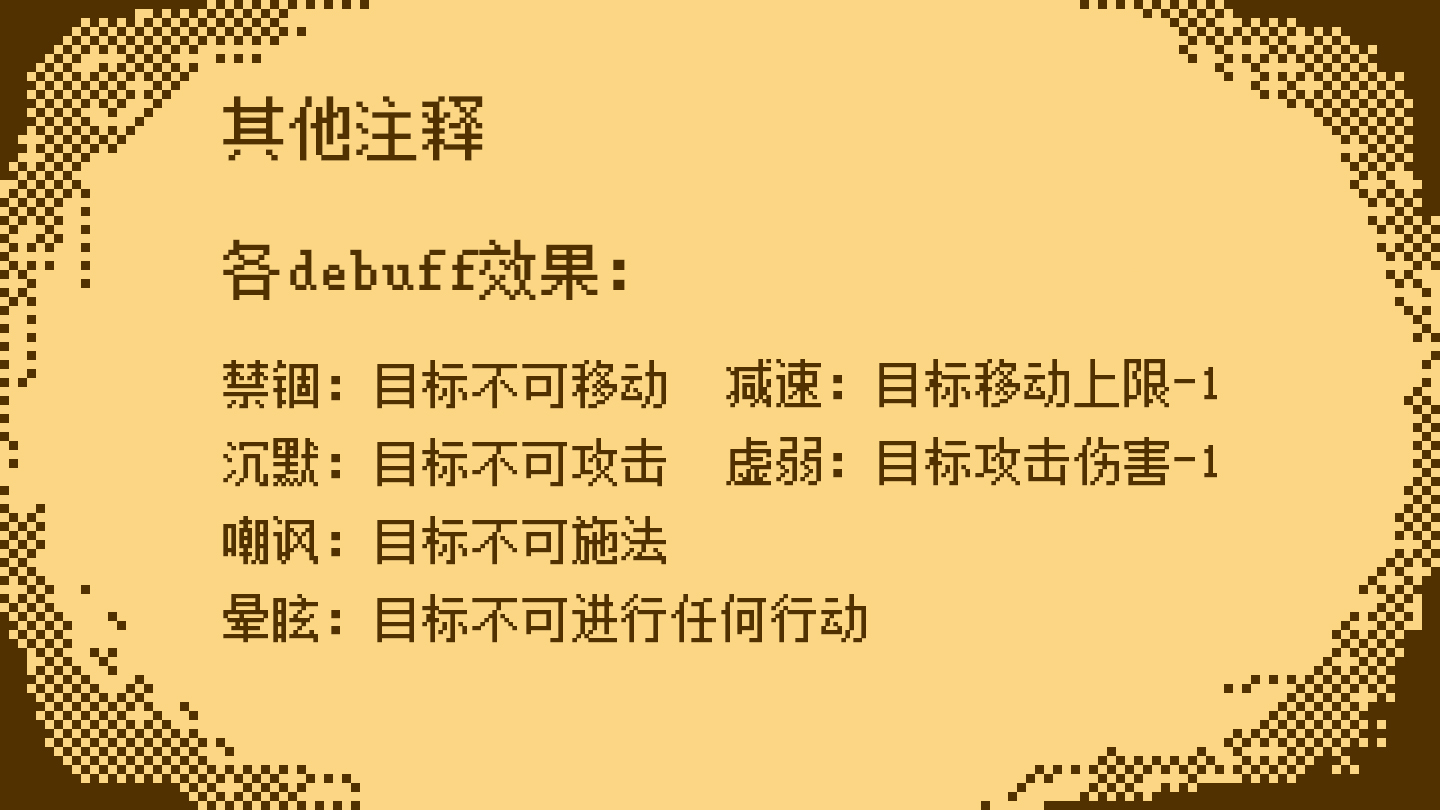 其他注释
各debuff效果:
禁锢: 目标不可移动 减速: 目标移动上限-1
沉默: 目标不可攻击 虚弱: 目标攻击伤害-1
嘲讽: 目标不可施法
晕眩: 目标不可进行任何行动